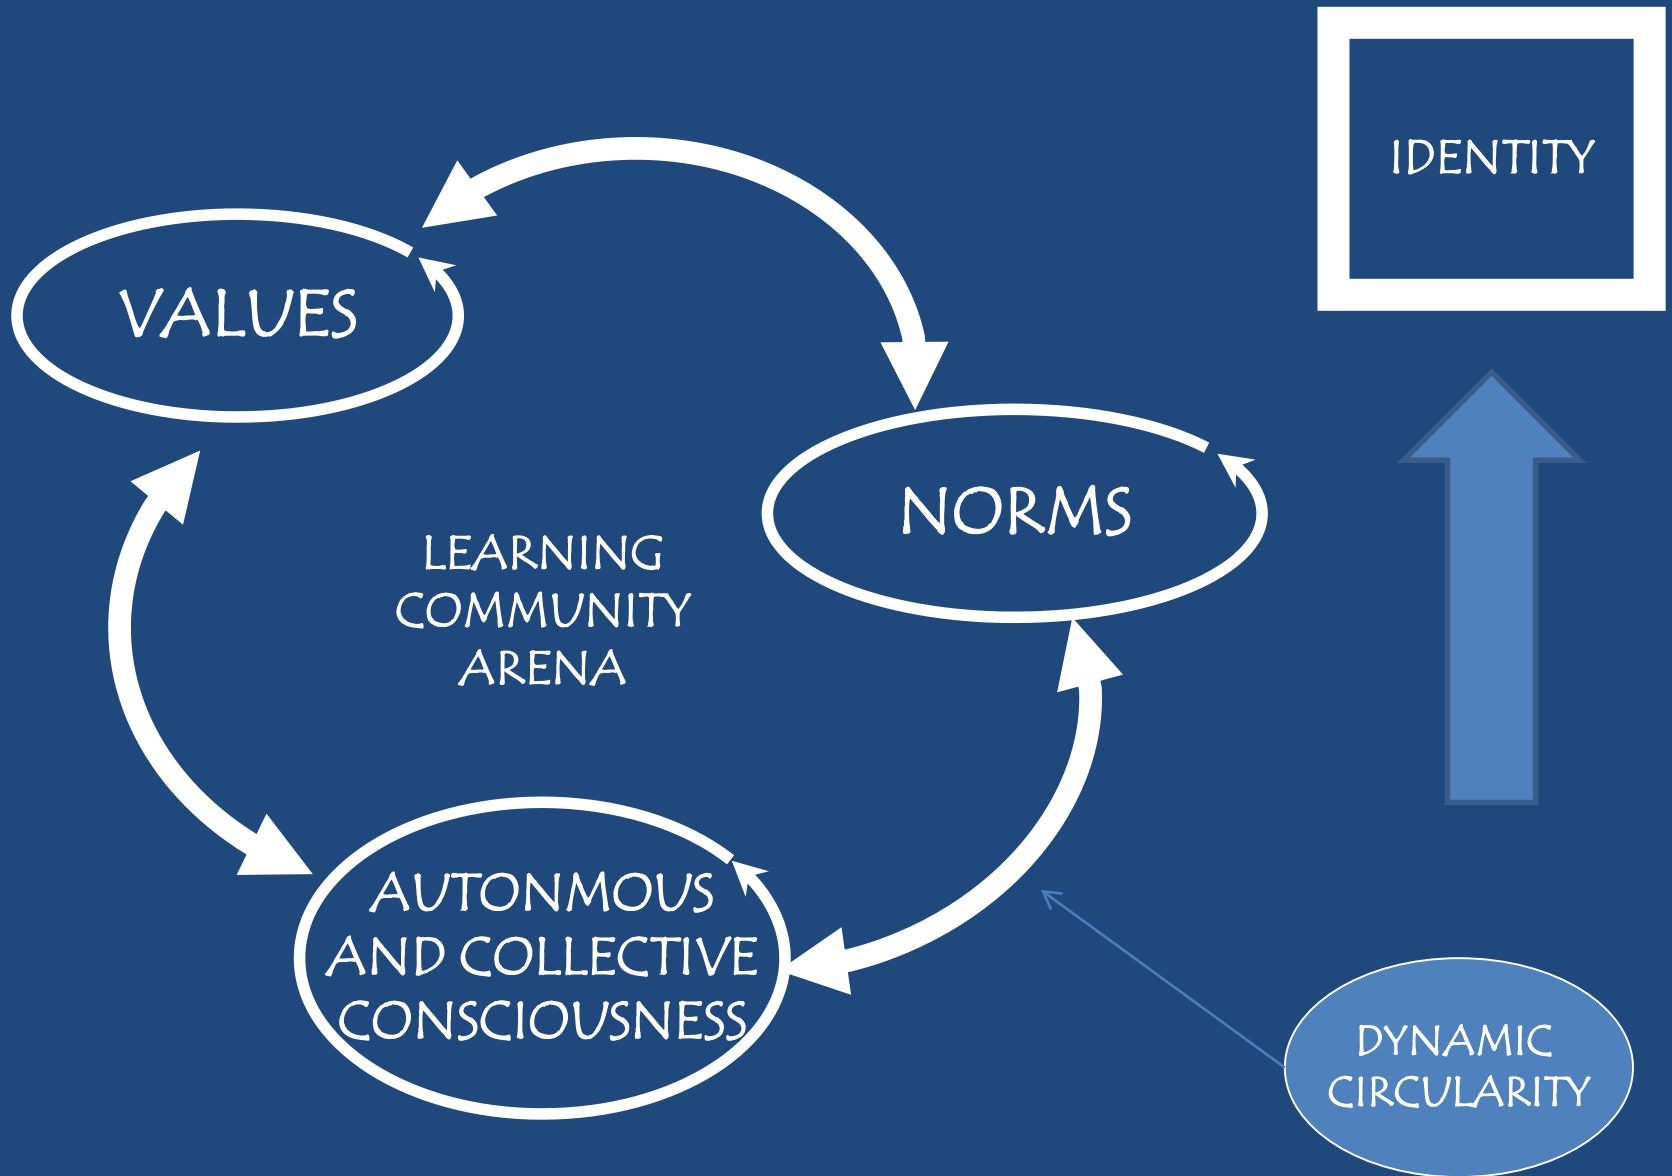 IDENTITY
VALUES
NORMS
LEARNING
COMMUNITY
ARENA
AUTONMOUS
AND COLLECTIVE
CONSCIOUSNESS
DYNAMIC
CIRCULARITY